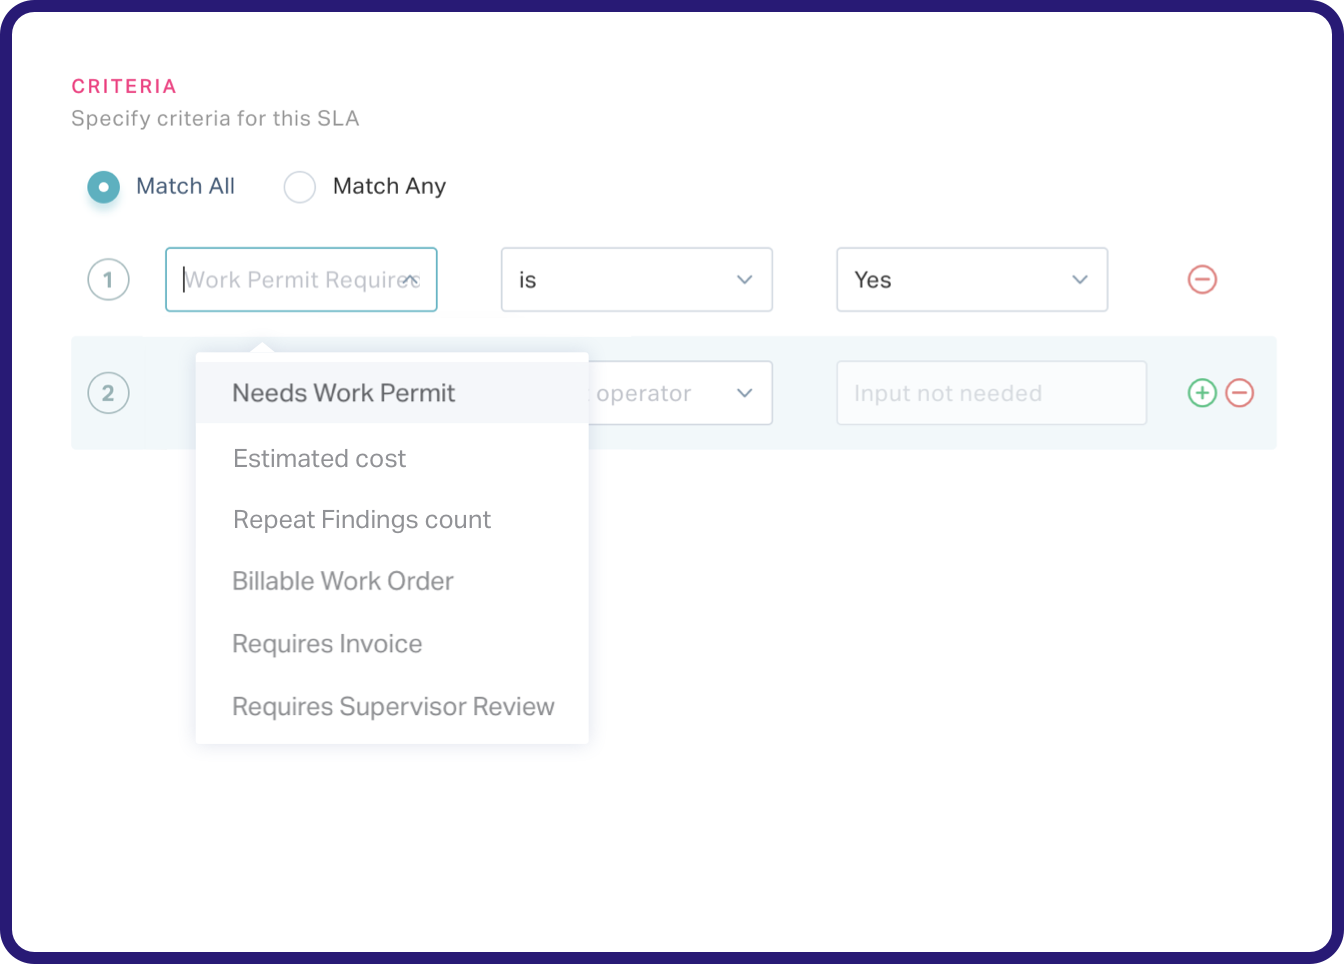 CRITERIA
Specify criteria for this SLA
Match All Match Any
1 Work Permit Required is Yes
2 operator Input not needed
Needs Work Permit
Estimated cost
Repeat Findings count
Billable Work Order
Requires Invoice
Requires Supervisor Review